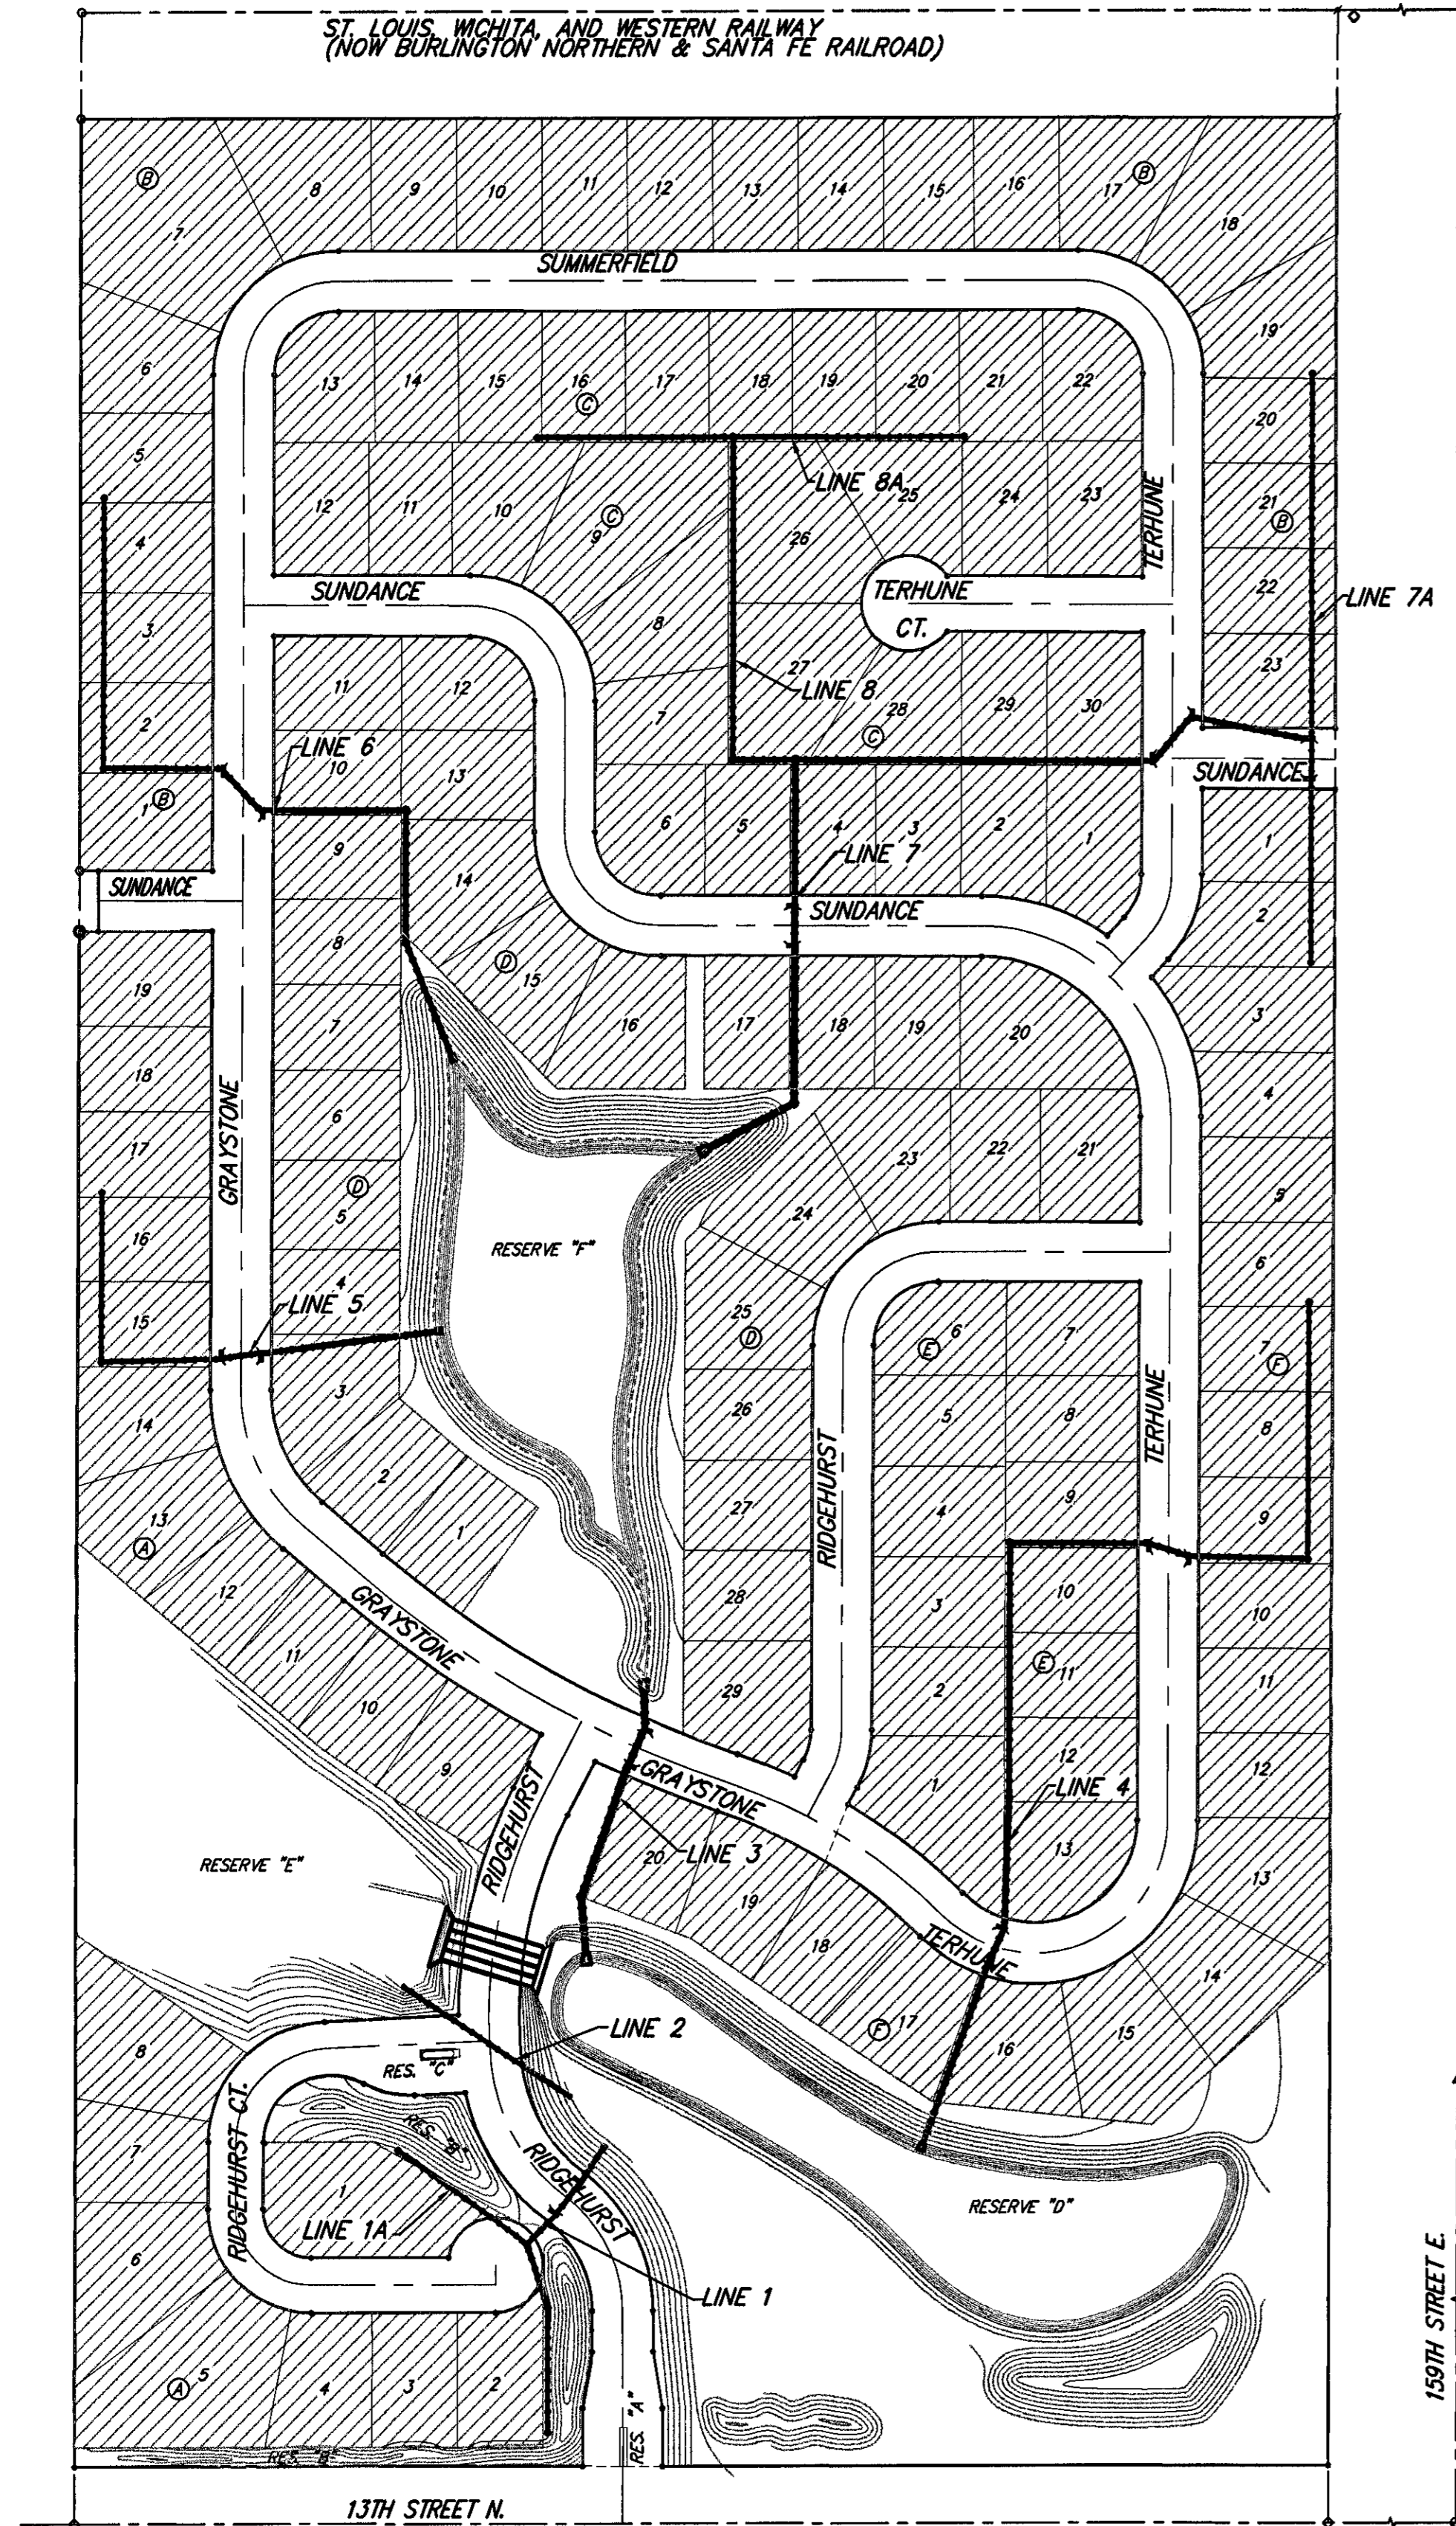 ST. LOUIS, WICHITA, AND WESTERN RAILWAY
(NOW BURLINGTON NORTHERN & SANTA FE RAILROAD)
B
7
8
9
10
11
12
13
14
15
16
17
B
18
SUMMERFIELD
19
6
13
14
15
16
17
18
19
20
21
22
C
20
5
LINE 8A
TERHUNE
12
11
10
9
C
25
24
23
21
B
4
26
SUNDANCE
TERHUNE
CT.
22
LINE 7A
3
8
23
11
12
27
LINE 8
28
29
30
2
7
C
LINE 6
10
13
SUNDANCE
1
B
6
5
4
3
2
1
1
9
LINE 7
14
SUNDANCE
SUNDANCE
2
8
D
15
19
3
7
16
17
18
19
20
18
4
GRAYSTONE
6
17
23
22
21
D
5
5
24
16
RESERVE "F"
6
4
LINE 5
15
25
D
6
E
7
7
F
3
14
26
5
8
8
TERHUNE
2
RIDGEHURST
13
A
1
27
4
9
9
12
28
3
10
10
GRAYSTONE
11
E
11
11
10
29
2
9
GRAYSTONE
12
12
1
LINE 4
RIDGEHURST
20
LINE 3
13
13
RESERVE "E"
19
18
TERHUNE
14
F
17
16
15
LINE 2
8
RES. "C"
RIDGEHURST CT.
RES. "B"
7
RIDGEHURST
1
RESERVE "D"
LINE 1A
6
LINE 1
159TH STREET E.
A
5
4
3
2
RES. "A"
RES. "B"
13TH STREET N.